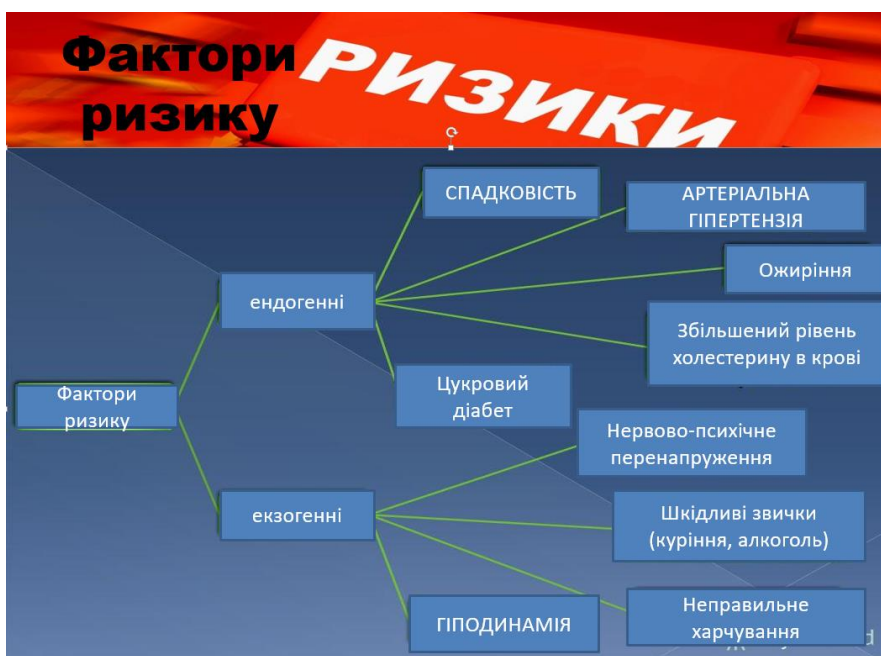 Фактори
ризику
РИЗИКИ
СПАДКОВІСТЬ
АРТЕРІАЛЬНА
ГІПЕРТЕНЗІЯ
Ожиріння
ендогенні
Збільшений рівень
холестерину в крові
Цукровий
діабет
Фактори
ризику
Нервово-психічне
перенапруження
екзогенні
Шкідливі звички
(куріння, алкоголь)
Неправильне
харчування
ГІПОДИНАМІЯ